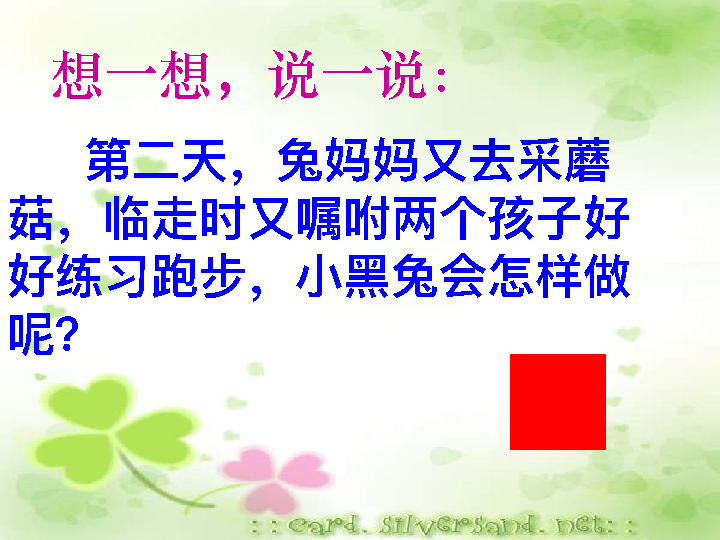 想一想，说一说：
第二天，兔妈妈又去采蘑
菇，临走时又嘱咐两个孩子好
好练习跑步，小黑兔会怎样做
呢？
::card.silversand.net::